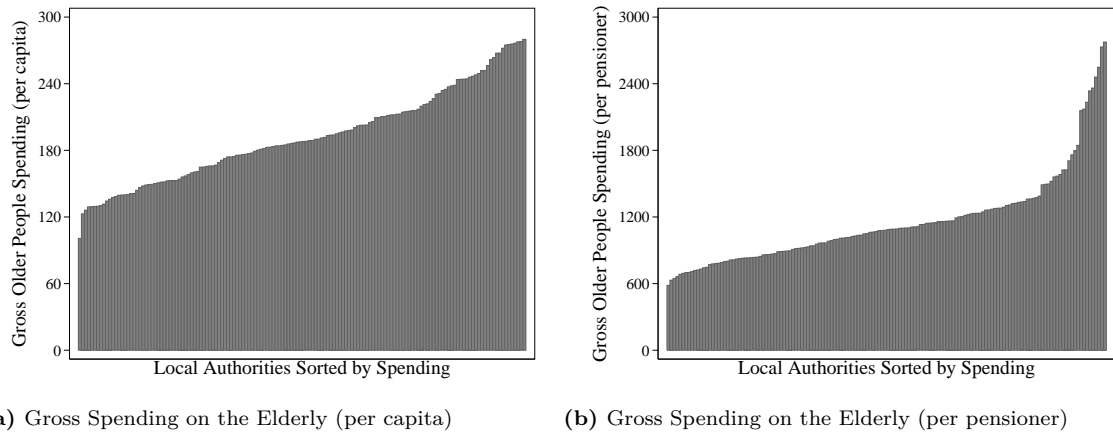 Gross Older People Spending (per capita)
300
240
180
120
60
0
Local Authorities Sorted by Spending
a) Gross Spending on the Elderly (per capita)
Gross Older People Spending (per pensioner)
3000
2400
1800
1200
600
0
Local Authorities Sorted by Spending
(b) Gross Spending on the Elderly (per pensioner)